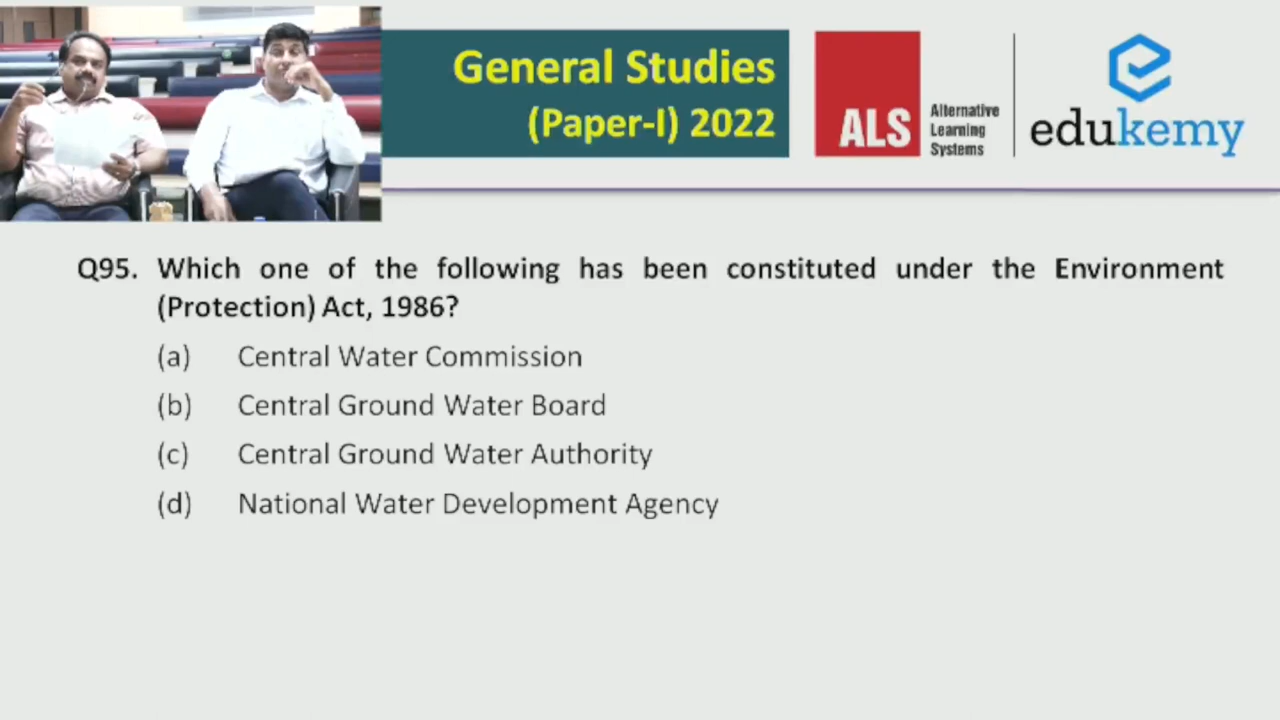 General Studies
(Paper-I) 2022
ALS
Alternative
Learning
Systems
edukemy
Q95. Which one of the following has been constituted under the Environment
(Protection) Act, 1986?
(a) Central Water Commission
(b) Central Ground Water Board
(c) Central Ground Water Authority
(d) National Water Development Agency